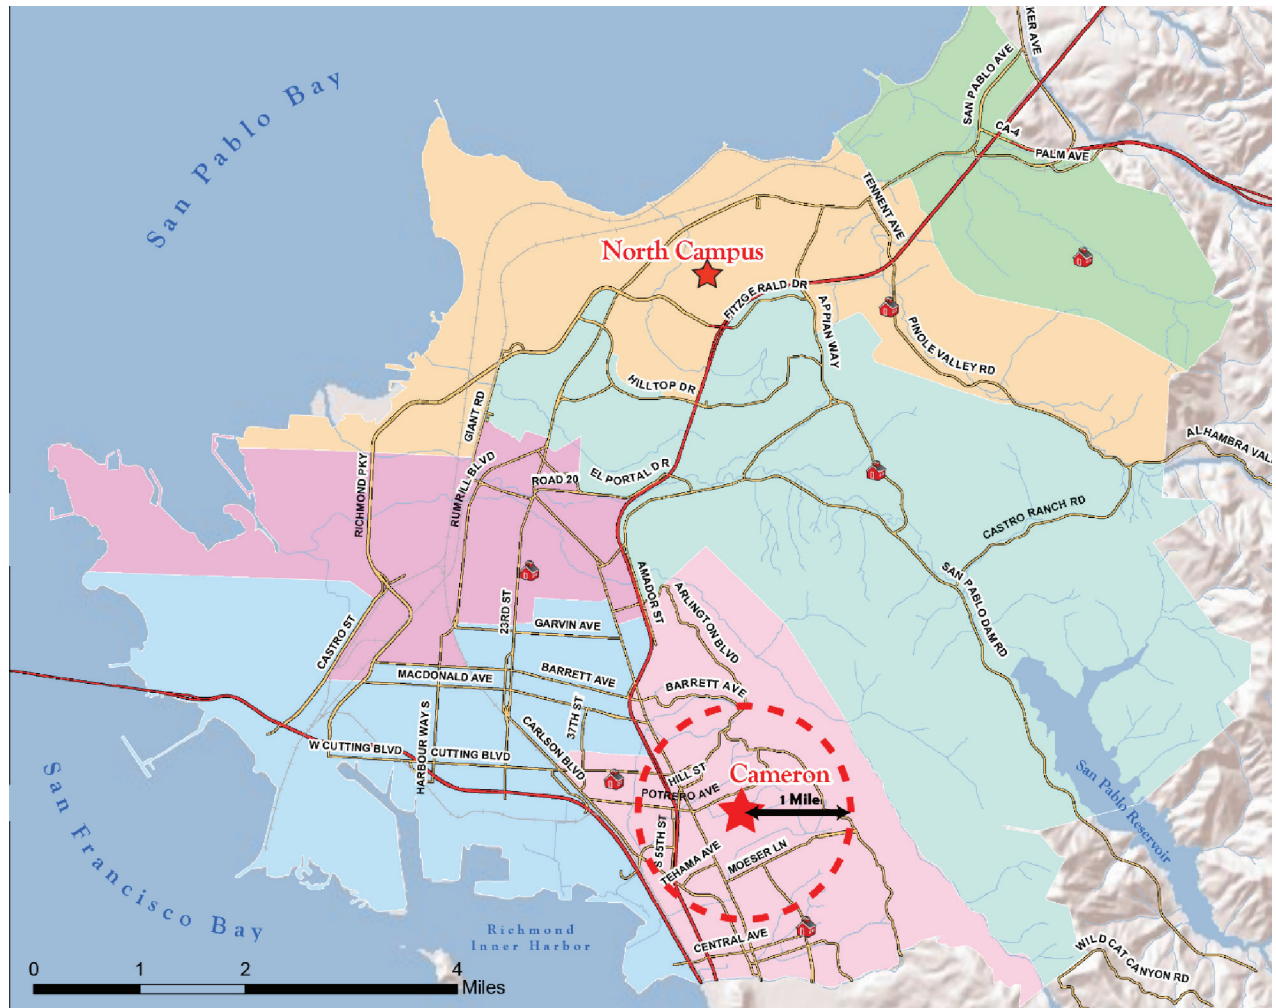 San Pablo Bay
KER AVE
SAN PABLO AVE
CA-4
PALM AVE
TENNENT AVE
North Campus
FITZGERALD DR
APPIAN WAY
PINOLE VALLEY RD
HILLTOP DR
GIANT RD
ALHAMBRA VAL
RICHMOND PKY
RUMRILL BLVD
ROAD 20
EL PORTAL DR
CASTRO RANCH RD
AMADOR ST
ARLINGTON BLVD
SAN PABLO DAM RD
23RD ST
GARVIN AVE
CASTRO ST
MACDONALD AVE
BARRETT AVE
BARRETT AVE
37TH ST
HARBOUR WAY S
CARLSON BLVD
W CUTTING BLVD
CUTTING BLVD
HILL ST
Cameron
POTRERO AVE
1 Mile
San Pablo Reservoir
S 55TH ST
TEHAMA AVE
MOESER LN
San Francisco Bay
Richmond
Inner Harbor
CENTRAL AVE
WILDCAT CANYON RD
0 1 2 4
Miles